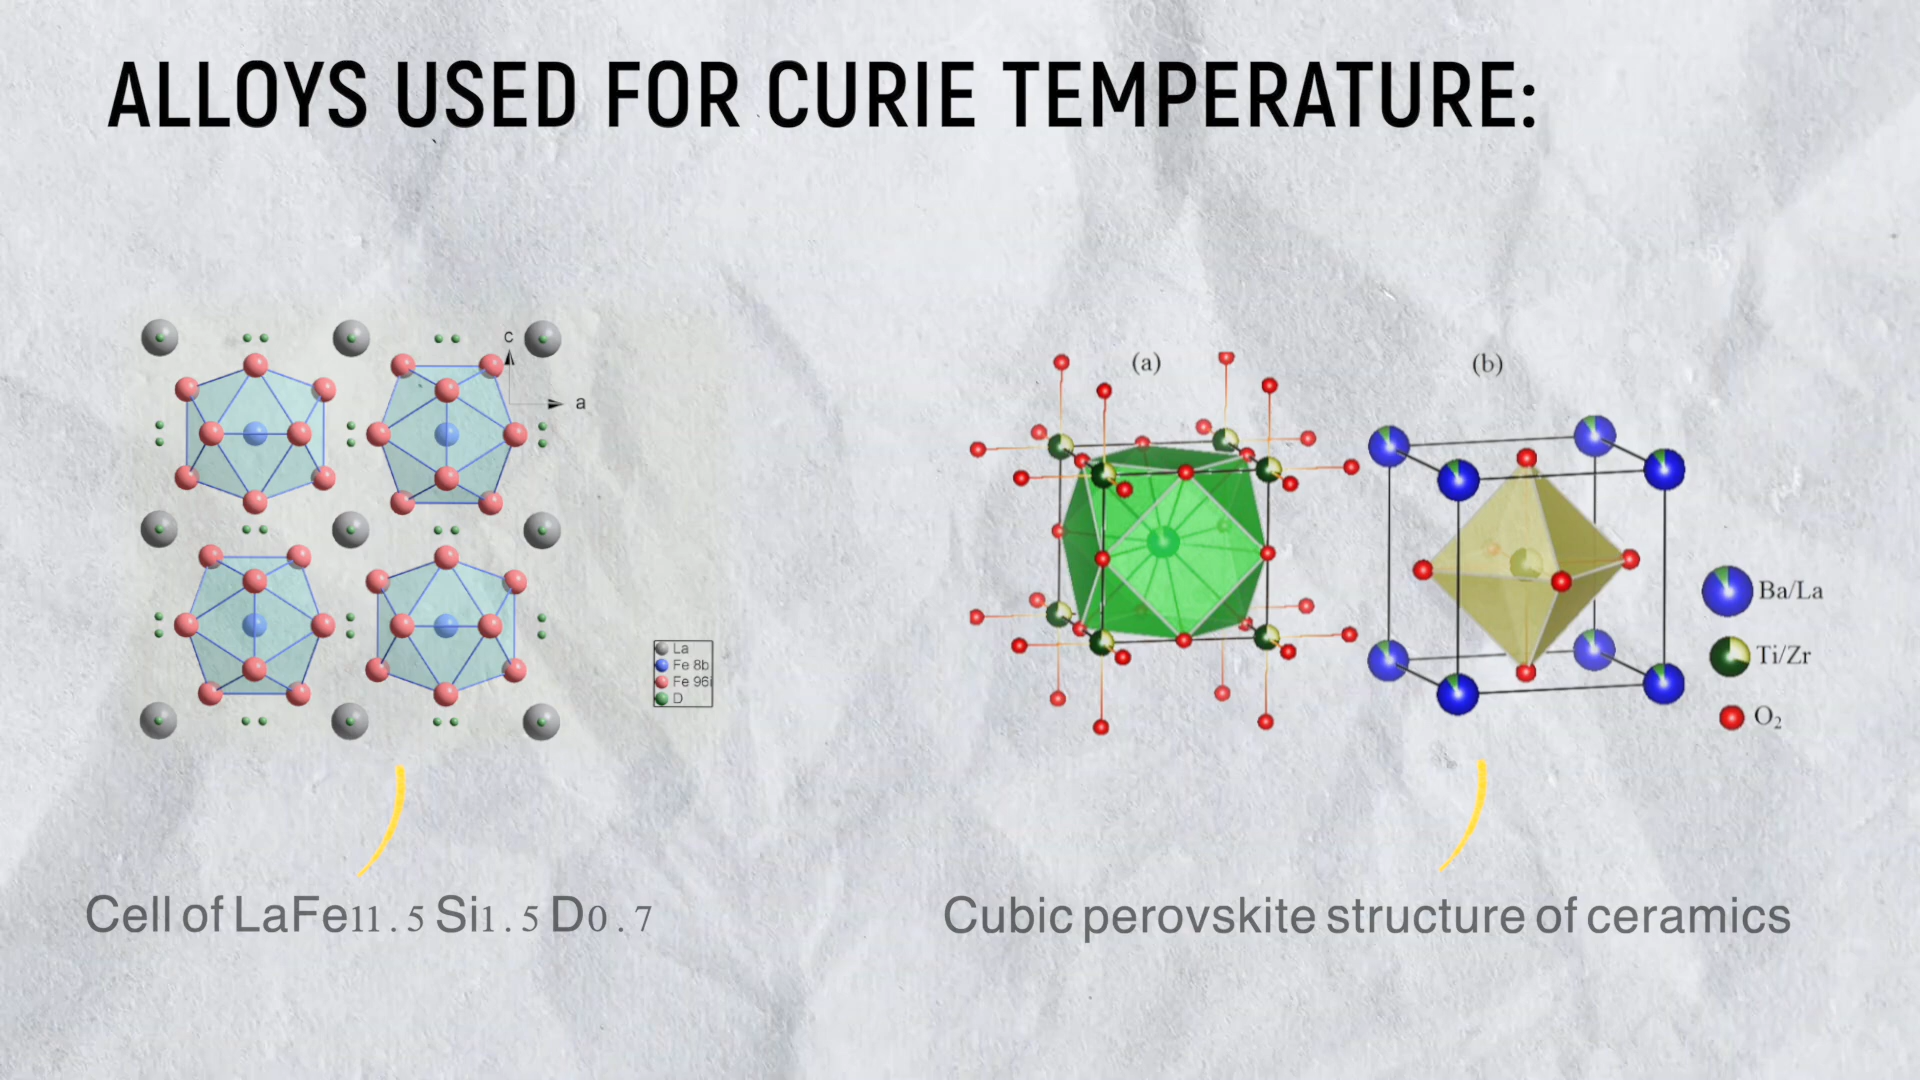 ALLOYS USED FOR CURIE TEMPERATURE:
c
a
La
Fe 8b
Fe 96i
D
(a)
(b)
Ba/La
Ti/Zr
O₂
Cell of LaFe11.5 Si1.5 D0.7
Cubic perovskite structure of ceramics